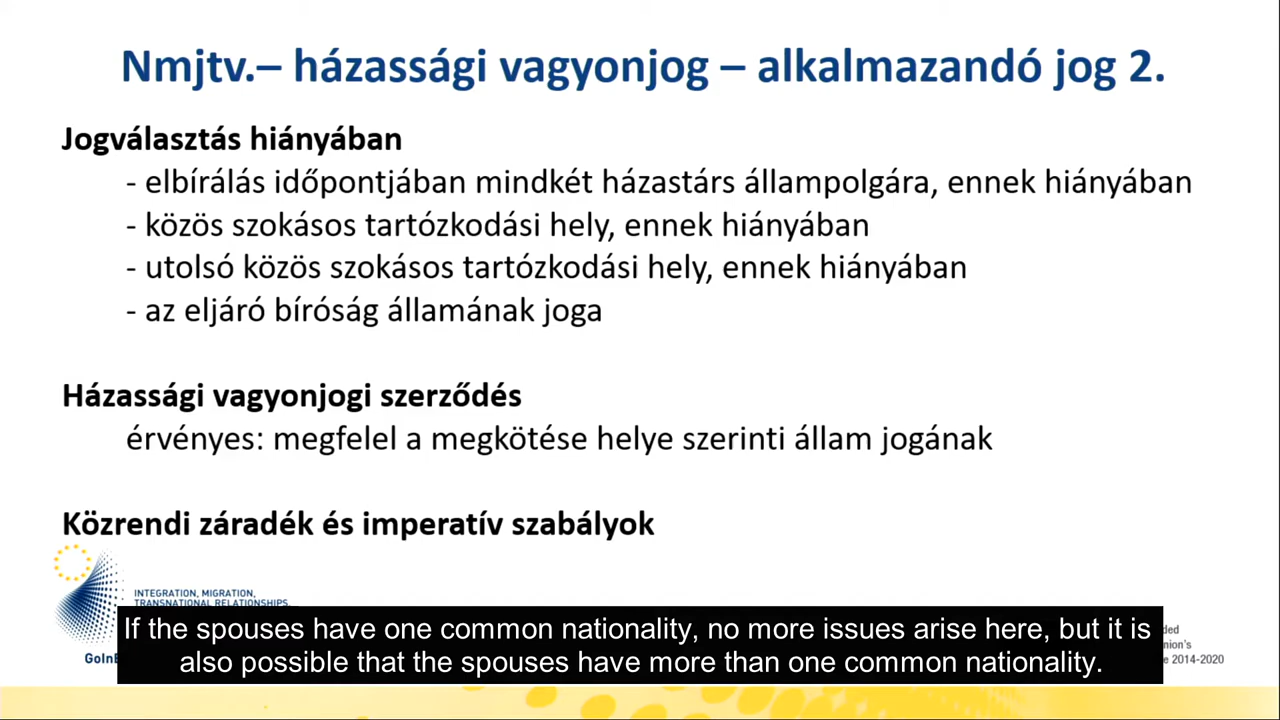 Nmjtv.– házassági vagyonjog – alkalmazandó jog 2.
Jogválasztás hiányában
- elbírálás időpontjában mindkét házastárs állampolgára, ennek hiányában
- közös szokásos tartózkodási hely, ennek hiányában
- utolsó közös szokásos tartózkodási hely, ennek hiányában
- az eljáró bíróság államának joga
Házassági vagyonjogi szerződés
érvényes: megfelel a megkötése helye szerinti állam jogának
Közrendi záradék és imperatív szabályok
INTEGRATION, MIGRATION,
TRANSNATIONAL RELATIONSHIPS.
If the spouses have one common nationality, no more issues arise here, but it is
also possible that the spouses have more than one common nationality.
2014-2020